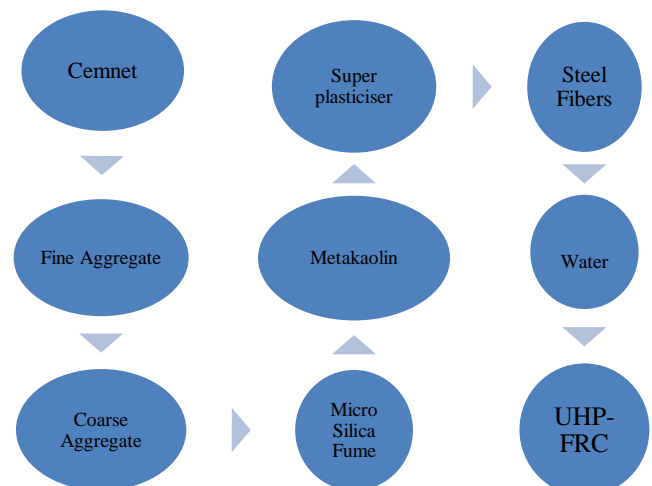 Cemnet
Fine Aggregate
Coarse
Aggregate
Micro
Silica
Fume
Metakaolin
Super
plasticiser
Steel
Fibers
Water
UHP-
FRC